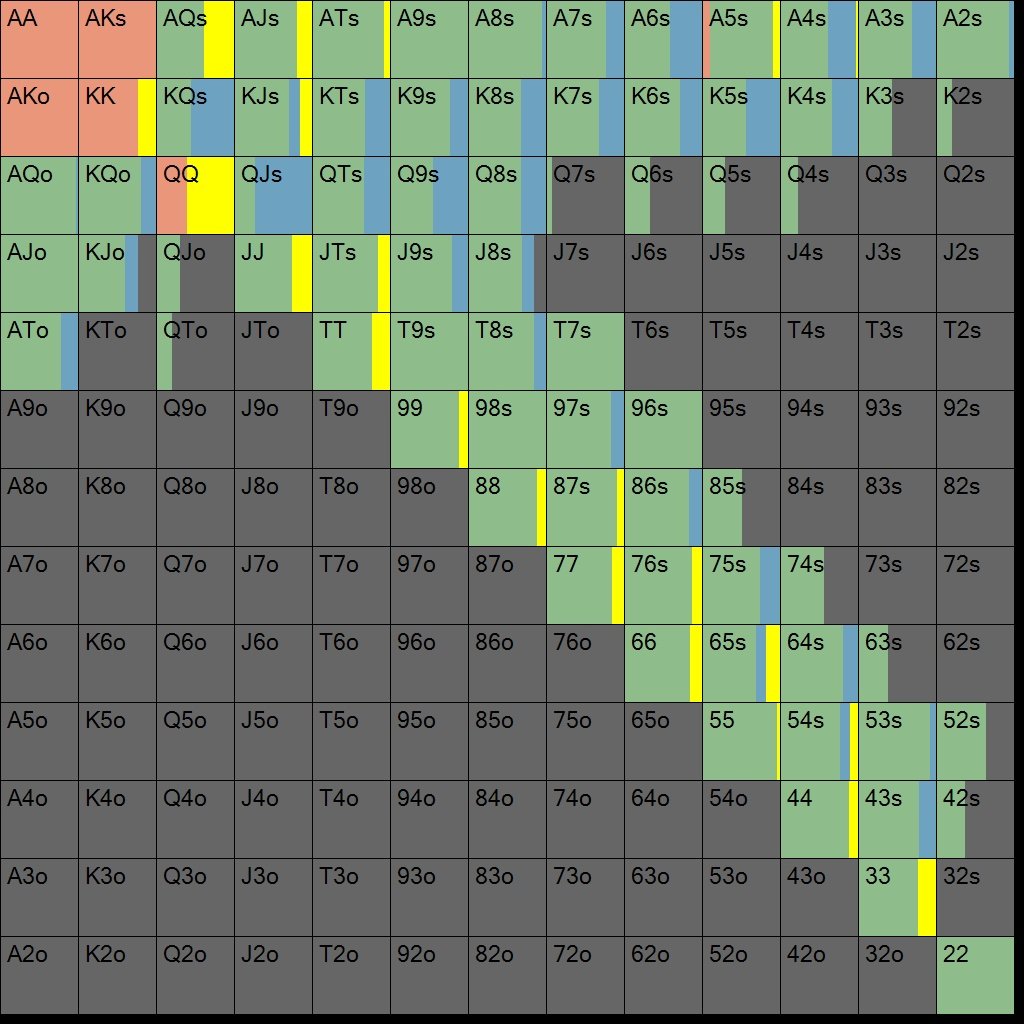 AA AKs AQs AJs ATs A9s A8s A7s A6s A5s A4s A3s A2s
AKo KK KQs KJs KTs K9s K8s K7s K6s K5s K4s K3s K2s
AQo KQo QQ QJs QTs Q9s Q8s Q7s Q6s Q5s Q4s Q3s Q2s
AJo KJo QJo JJ JTs J9s J8s J7s J6s J5s J4s J3s J2s
ATo KTo QTo JTo TT T9s T8s T7s T6s T5s T4s T3s T2s
A9o K9o Q9o J9o T9o 99 98s 97s 96s 95s 94s 93s 92s
A8o K8o Q8o J8o T8o 98o 88 87s 86s 85s 84s 83s 82s
A7o K7o Q7o J7o T7o 97o 87o 77 76s 75s 74s 73s 72s
A6o K6o Q6o J6o T6o 96o 86o 76o 66 65s 64s 63s 62s
A5o K5o Q5o J5o T5o 95o 85o 75o 65o 55 54s 53s 52s
A4o K4o Q4o J4o T4o 94o 84o 74o 64o 54o 44 43s 42s
A3o K3o Q3o J3o T3o 93o 83o 73o 63o 53o 43o 33 32s
A2o K2o Q2o J2o T2o 92o 82o 72o 62o 52o 42o 32o 22